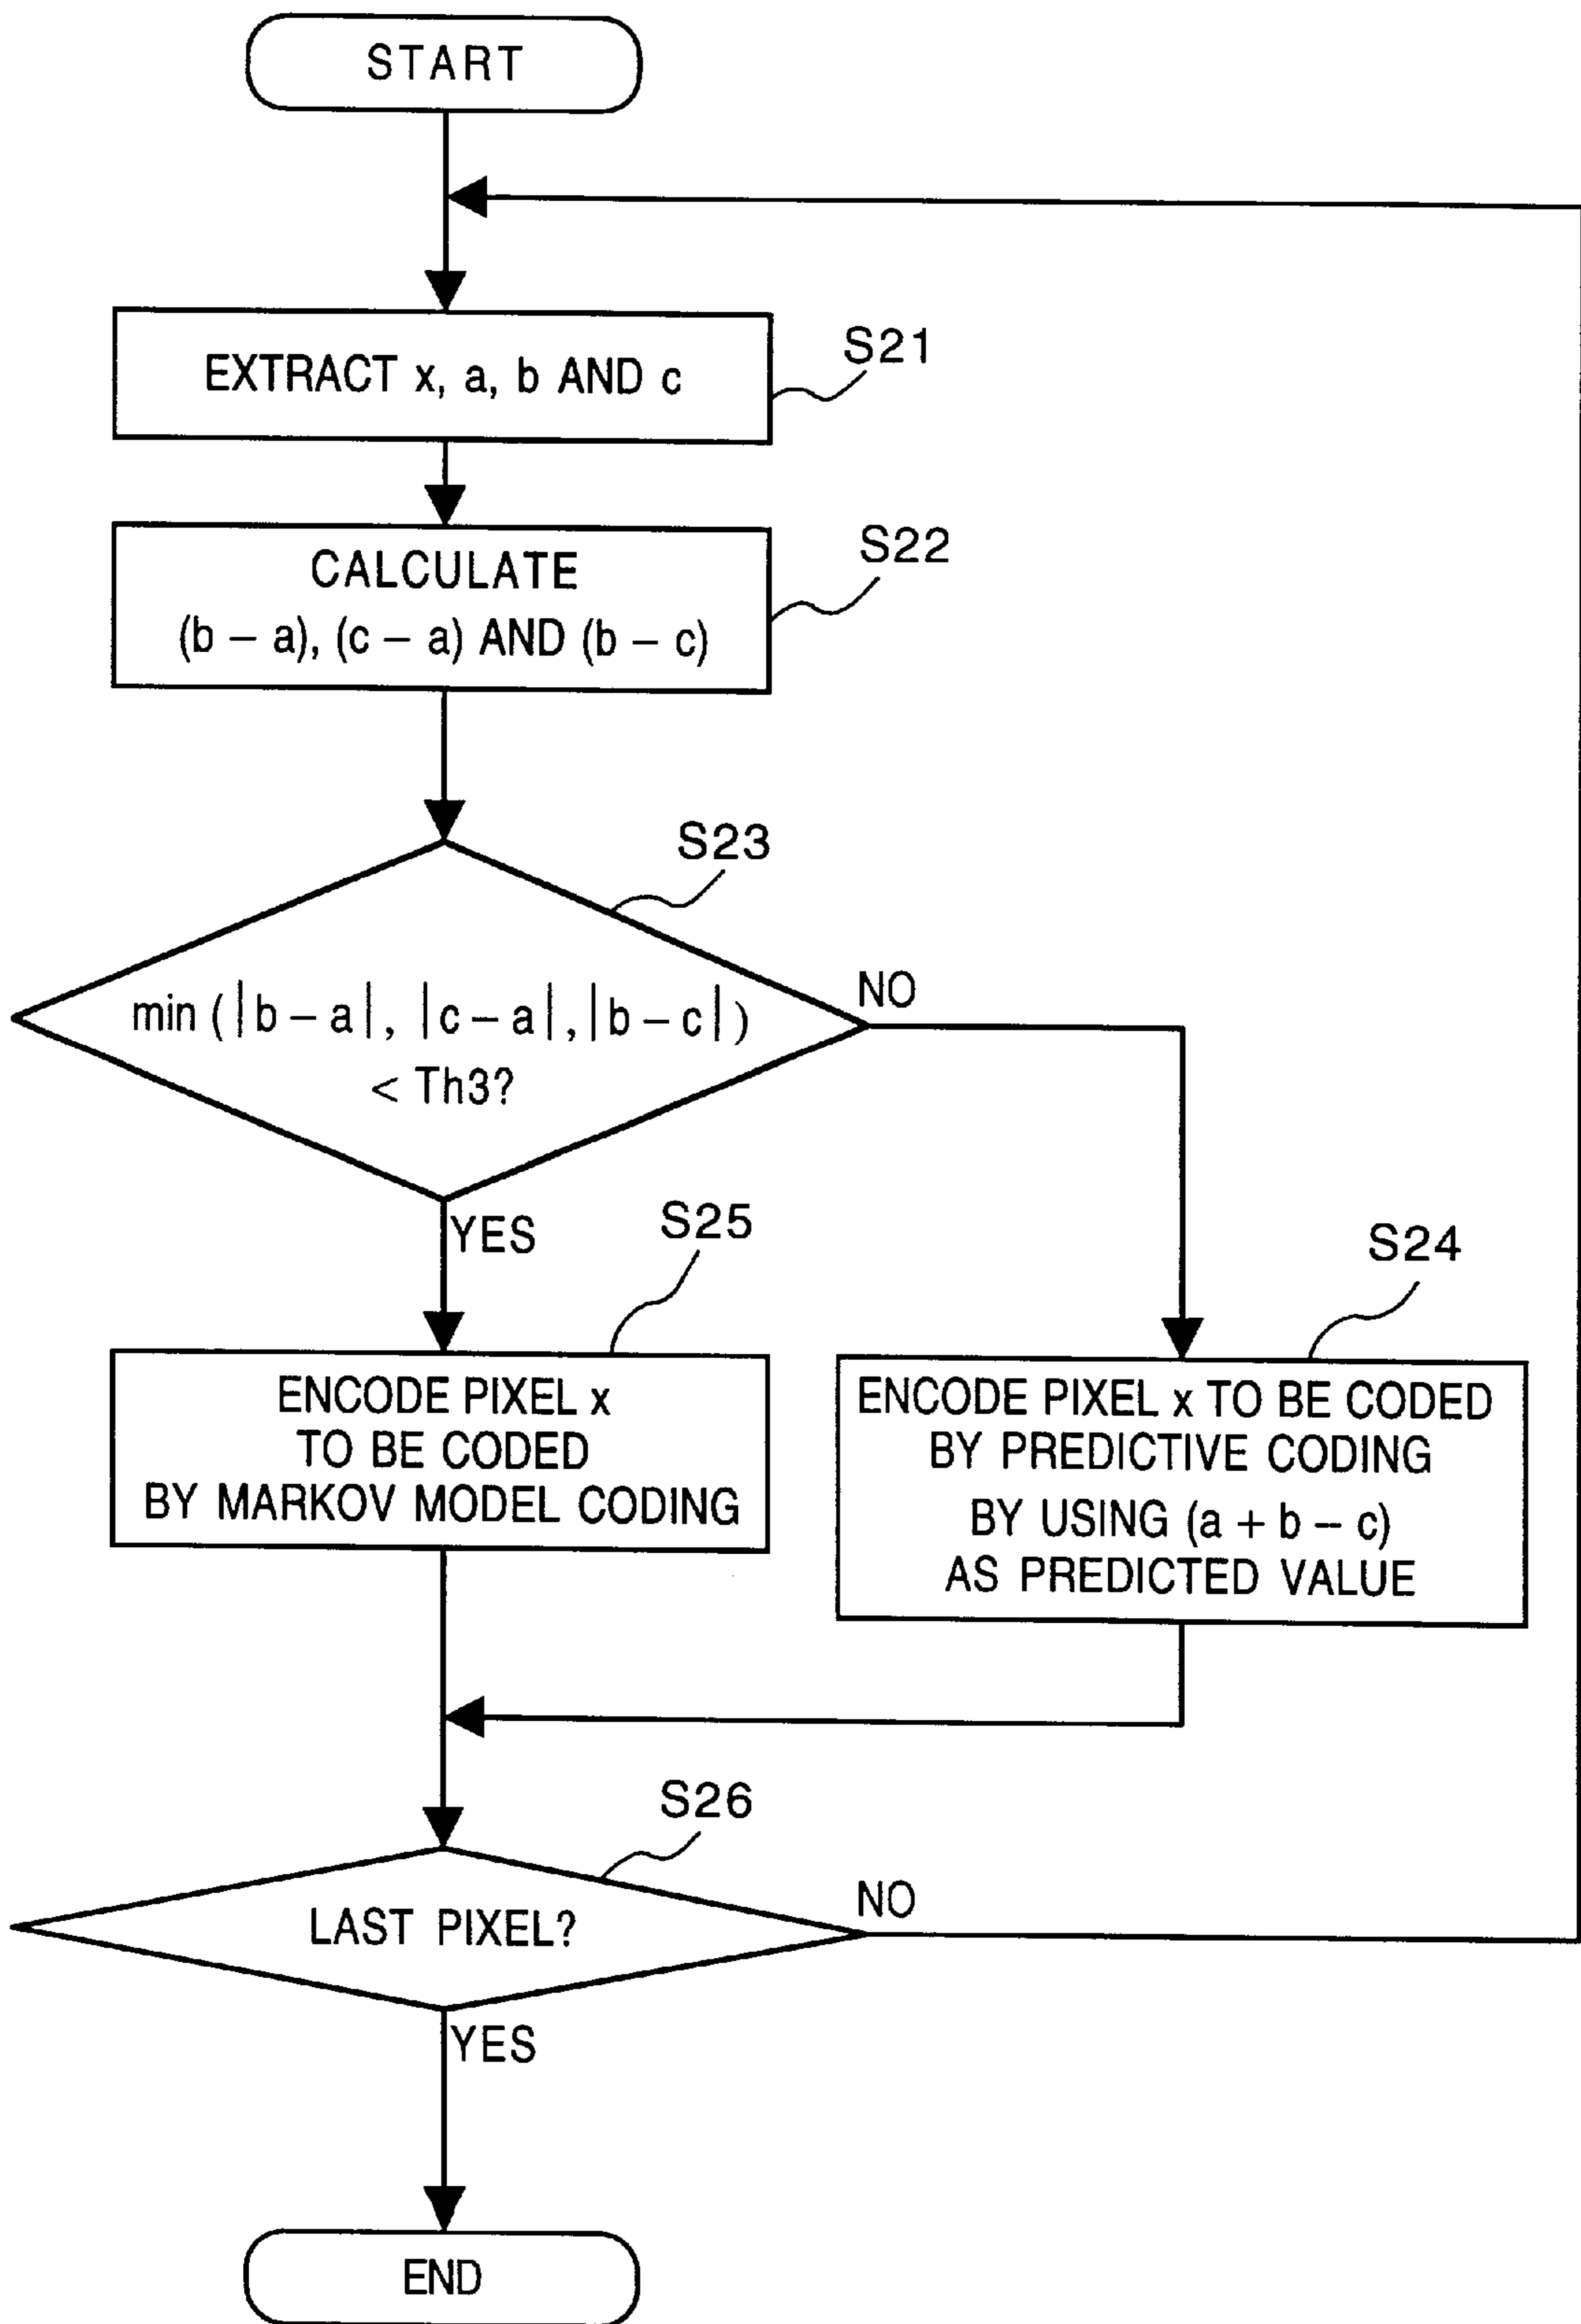 START
EXTRACT x, a, b AND c
S21
CALCULATE
(b – a), (c – a) AND (b – c)
S22
S23
min ( |b – a|, |c – a|, |b – c| )
< Th3?
NO
YES
S25
S24
ENCODE PIXEL x
TO BE CODED
BY MARKOV MODEL CODING
ENCODE PIXEL x TO BE CODED
BY PREDICTIVE CODING
BY USING (a + b – c)
AS PREDICTED VALUE
S26
LAST PIXEL?
NO
YES
END